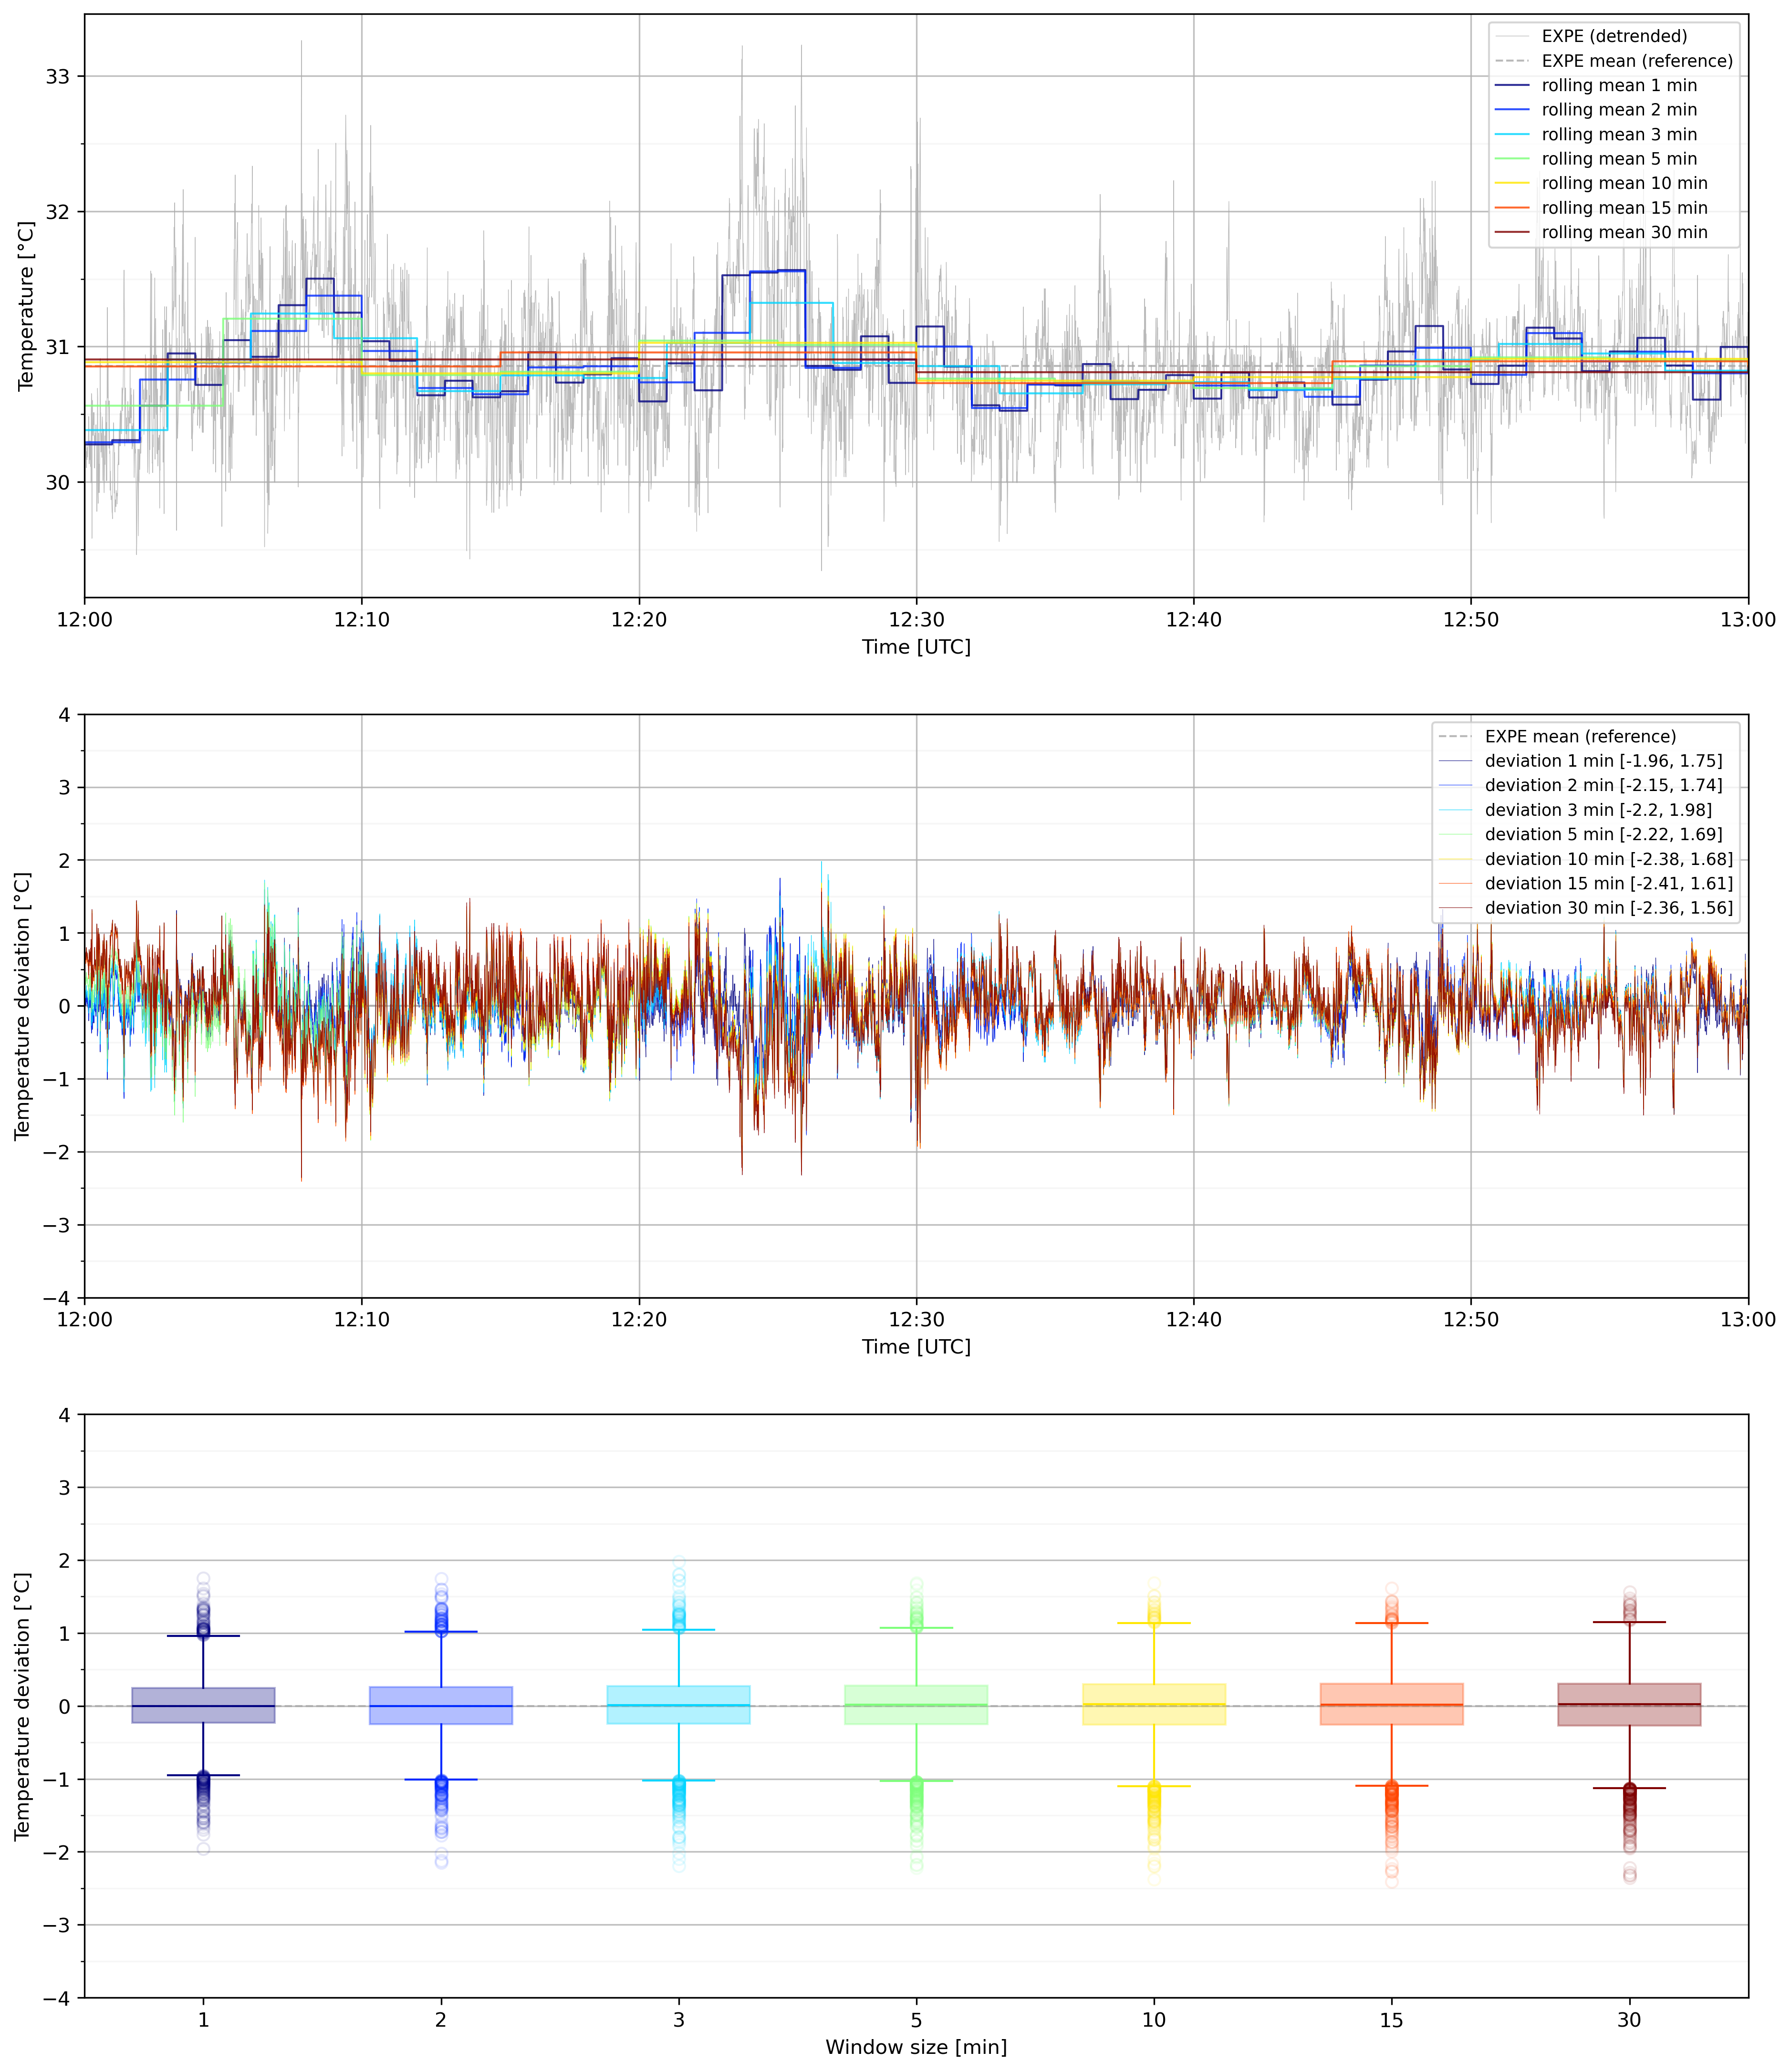 33
32
31
30
Temperature [°C]
EXPE (detrended)
EXPE mean (reference)
rolling mean 1 min
rolling mean 2 min
rolling mean 3 min
rolling mean 5 min
rolling mean 10 min
rolling mean 15 min
rolling mean 30 min
12:00 12:10 12:20 12:30 12:40 12:50 13:00
Time [UTC]
4
3
2
1
0
−1
−2
−3
−4
Temperature deviation [°C]
EXPE mean (reference)
deviation 1 min [-1.96, 1.75]
deviation 2 min [-2.15, 1.74]
deviation 3 min [-2.2, 1.98]
deviation 5 min [-2.22, 1.69]
deviation 10 min [-2.38, 1.68]
deviation 15 min [-2.41, 1.61]
deviation 30 min [-2.36, 1.56]
12:00 12:10 12:20 12:30 12:40 12:50 13:00
Time [UTC]
4
3
2
1
0
−1
−2
−3
−4
Temperature deviation [°C]
1 2 3 5 10 15 30
Window size [min]